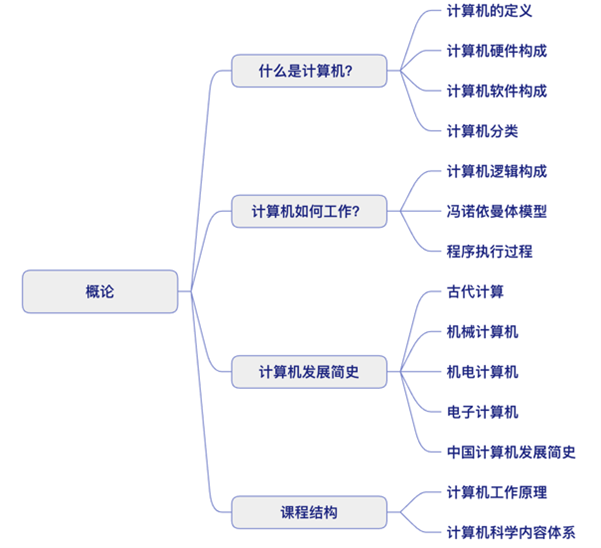 概论
什么是计算机?
计算机的定义
计算机硬件构成
计算机软件构成
计算机分类
计算机如何工作?
计算机逻辑构成
冯诺依曼体模型
程序执行过程
计算机发展简史
古代计算
机械计算机
机电计算机
电子计算机
中国计算机发展简史
课程结构
计算机工作原理
计算机科学内容体系